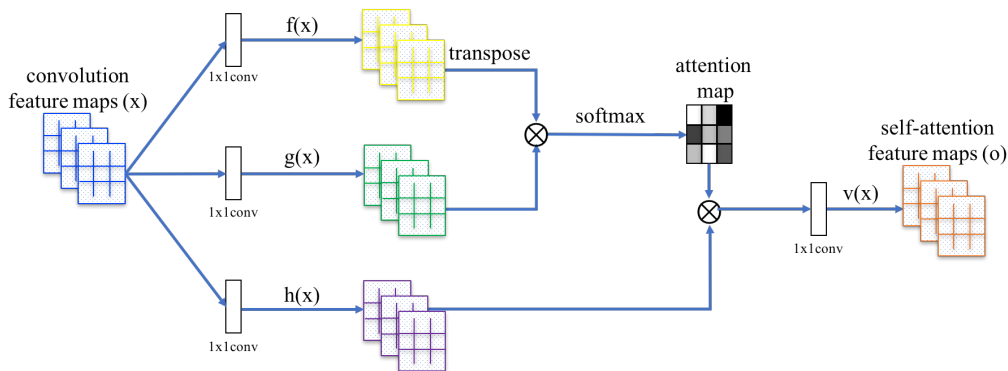 convolution
feature maps (x)
1x1conv
f(x)
transpose
1x1conv
g(x)
1x1conv
h(x)
softmax
attention
map
1x1conv
v(x)
self-attention
feature maps (o)